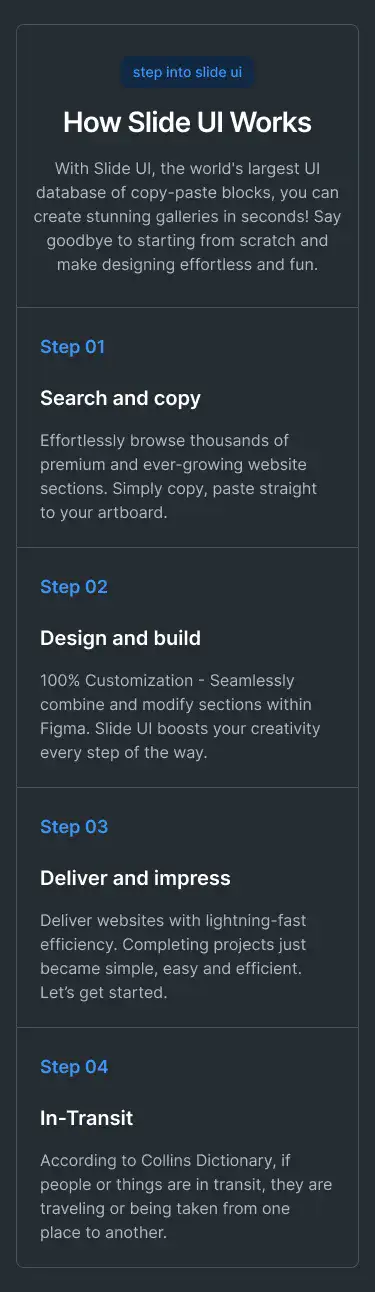 step into slide ui
How Slide UI Works
With Slide UI, the world's largest UI
database of copy-paste blocks, you can
create stunning galleries in seconds! Say
goodbye to starting from scratch and
make designing effortless and fun.
Step 01
Search and copy
Effortlessly browse thousands of
premium and ever-growing website
sections. Simply copy, paste straight
to your artboard.
Step 02
Design and build
100% Customization - Seamlessly
combine and modify sections within
Figma. Slide UI boosts your creativity
every step of the way.
Step 03
Deliver and impress
Deliver websites with lightning-fast
efficiency. Completing projects just
became simple, easy and efficient.
Let’s get started.
Step 04
In-Transit
According to Collins Dictionary, if
people or things are in transit, they are
traveling or being taken from one
place to another.